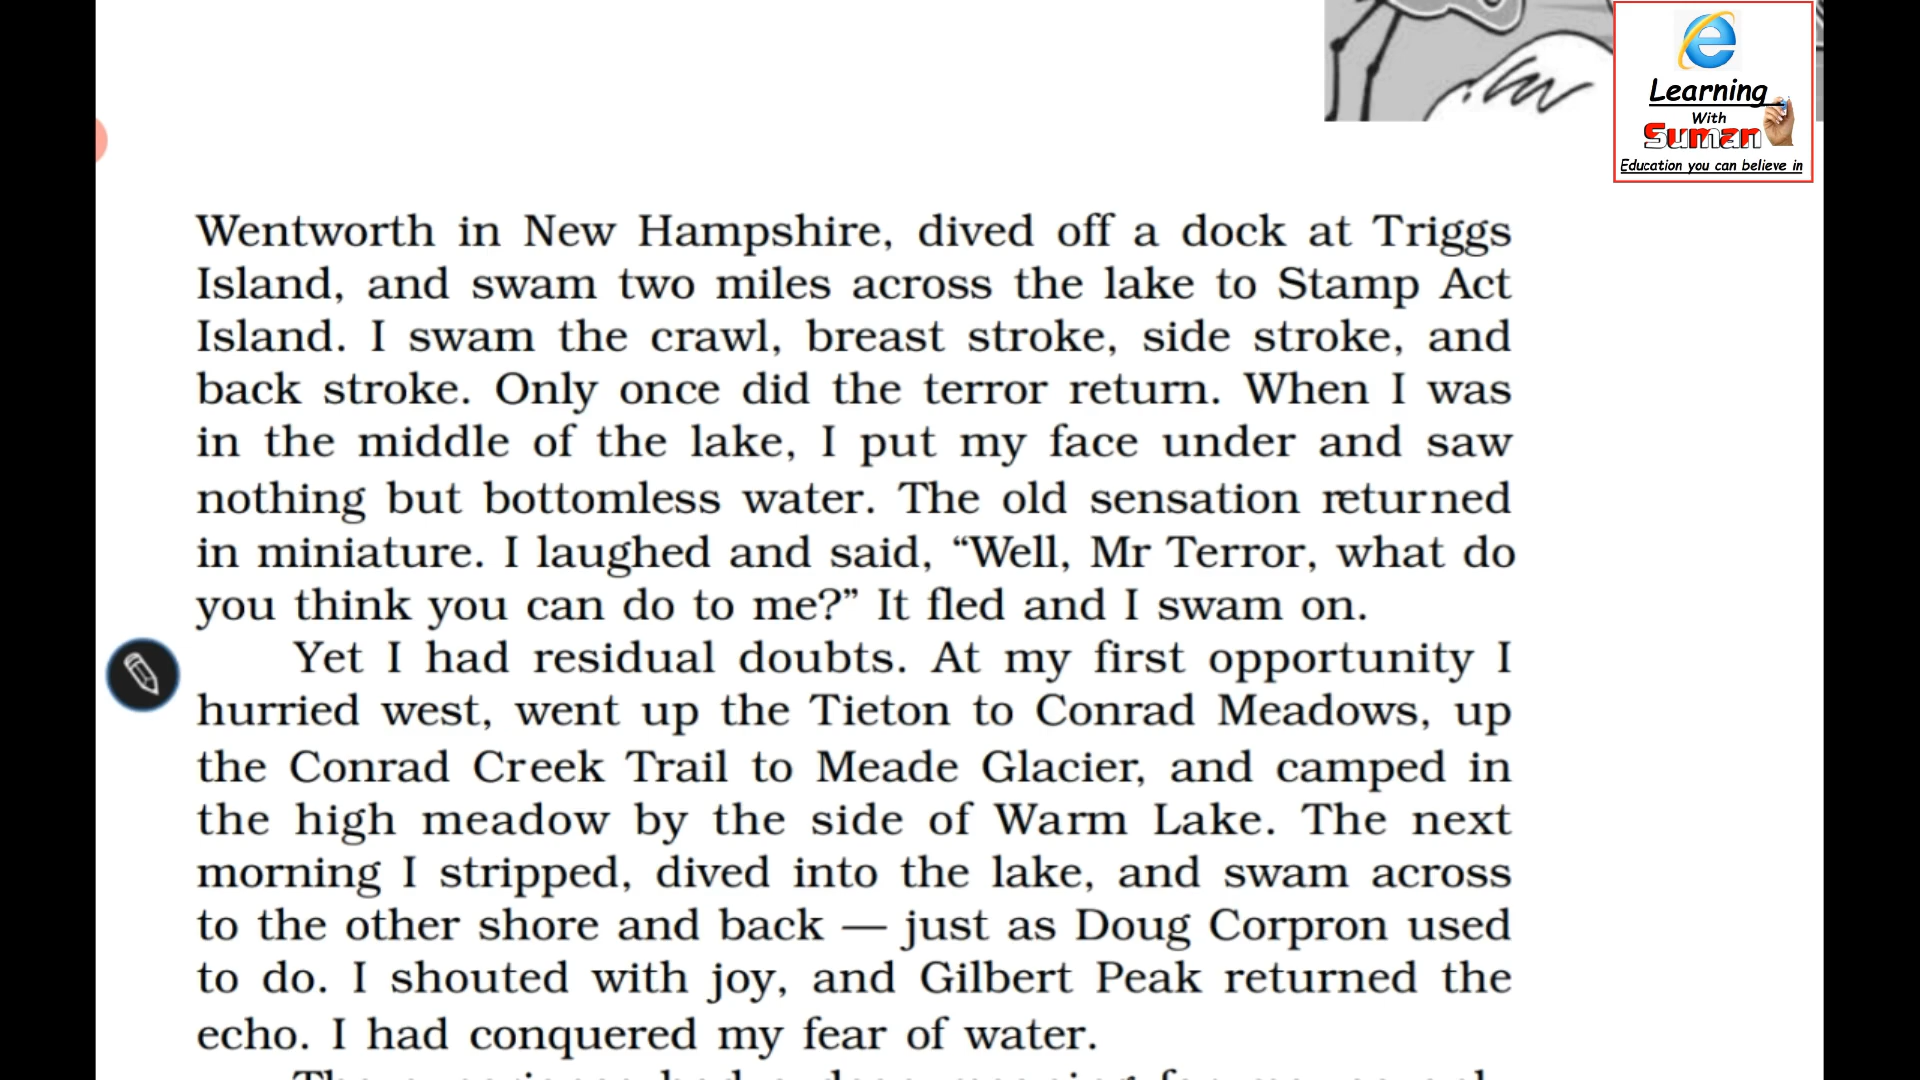 Learning
With
Suman
Education you can believe in
Wentworth in New Hampshire, dived off a dock at Triggs
Island, and swam two miles across the lake to Stamp Act
Island. I swam the crawl, breast stroke, side stroke, and
back stroke. Only once did the terror return. When I was
in the middle of the lake, I put my face under and saw
nothing but bottomless water. The old sensation returned
in miniature. I laughed and said, “Well, Mr Terror, what do
you think you can do to me?” It fled and I swam on.
Yet I had residual doubts. At my first opportunity I
hurried west, went up the Tieton to Conrad Meadows, up
the Conrad Creek Trail to Meade Glacier, and camped in
the high meadow by the side of Warm Lake. The next
morning I stripped, dived into the lake, and swam across
to the other shore and back — just as Doug Corpron used
to do. I shouted with joy, and Gilbert Peak returned the
echo. I had conquered my fear of water.